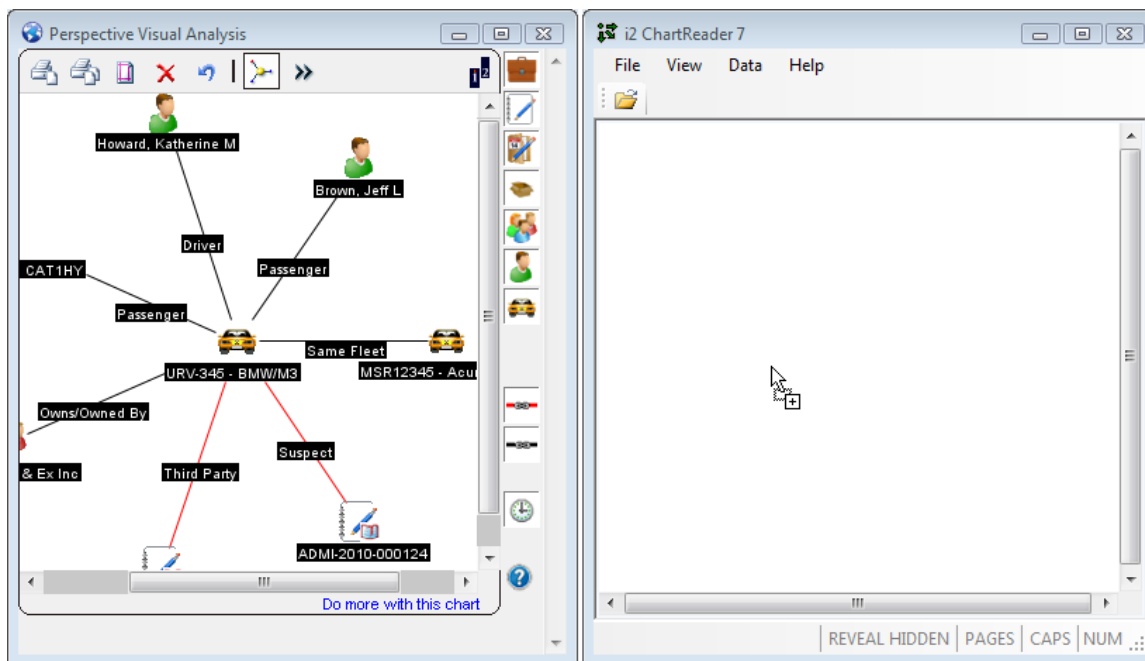 Perspective Visual Analysis
Howard, Katherine M
Brown, Jeff L
Driver
Passenger
CAT1HY
Passenger
Same Fleet
URV-345 - BMW/M3
MSR12345 - Acu
Owns/Owned By
Suspect
& Ex Inc
Third Party
ADMI-2010-000124
Do more with this chart
i2 ChartReader 7
File View Data Help
REVEAL HIDDEN PAGES CAPS NUM